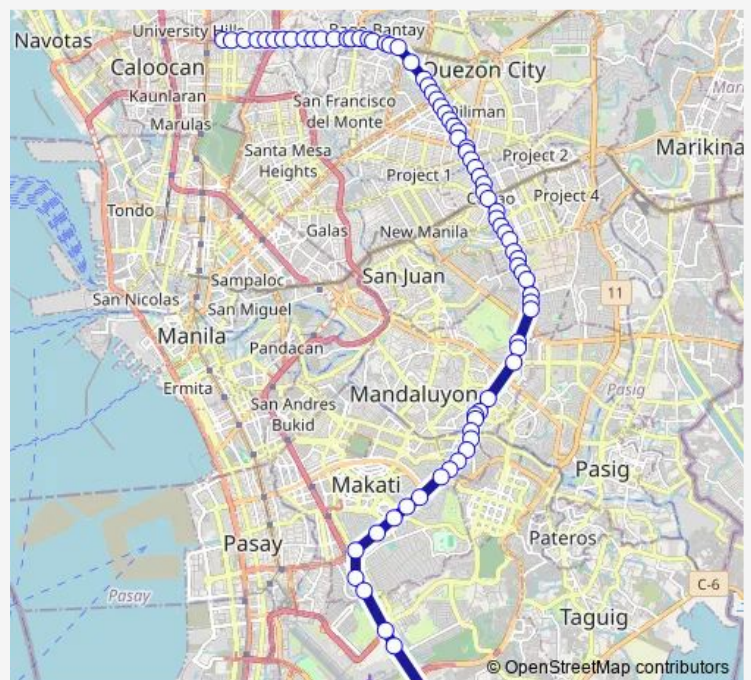 Navotas
University Hills
Bago Bantay
Caloocan
Quezon City
Kaunlaran
San Francisco
del Monte
Marulas
Diliman
Santa Mesa
Heights
Project 2
Marikina
Project 1
Cubao
Project 4
Tondo
Galas
New Manila
San Juan
Sampaloc
11
San Nicolas
San Miguel
Manila
Pandacan
Ermita
Mandaluyong
Pasig
San Andres
Bukid
Makati
Pasig
Pasay
Pateros
C-6
Pasay
Taguig
© OpenStreetMap contributors